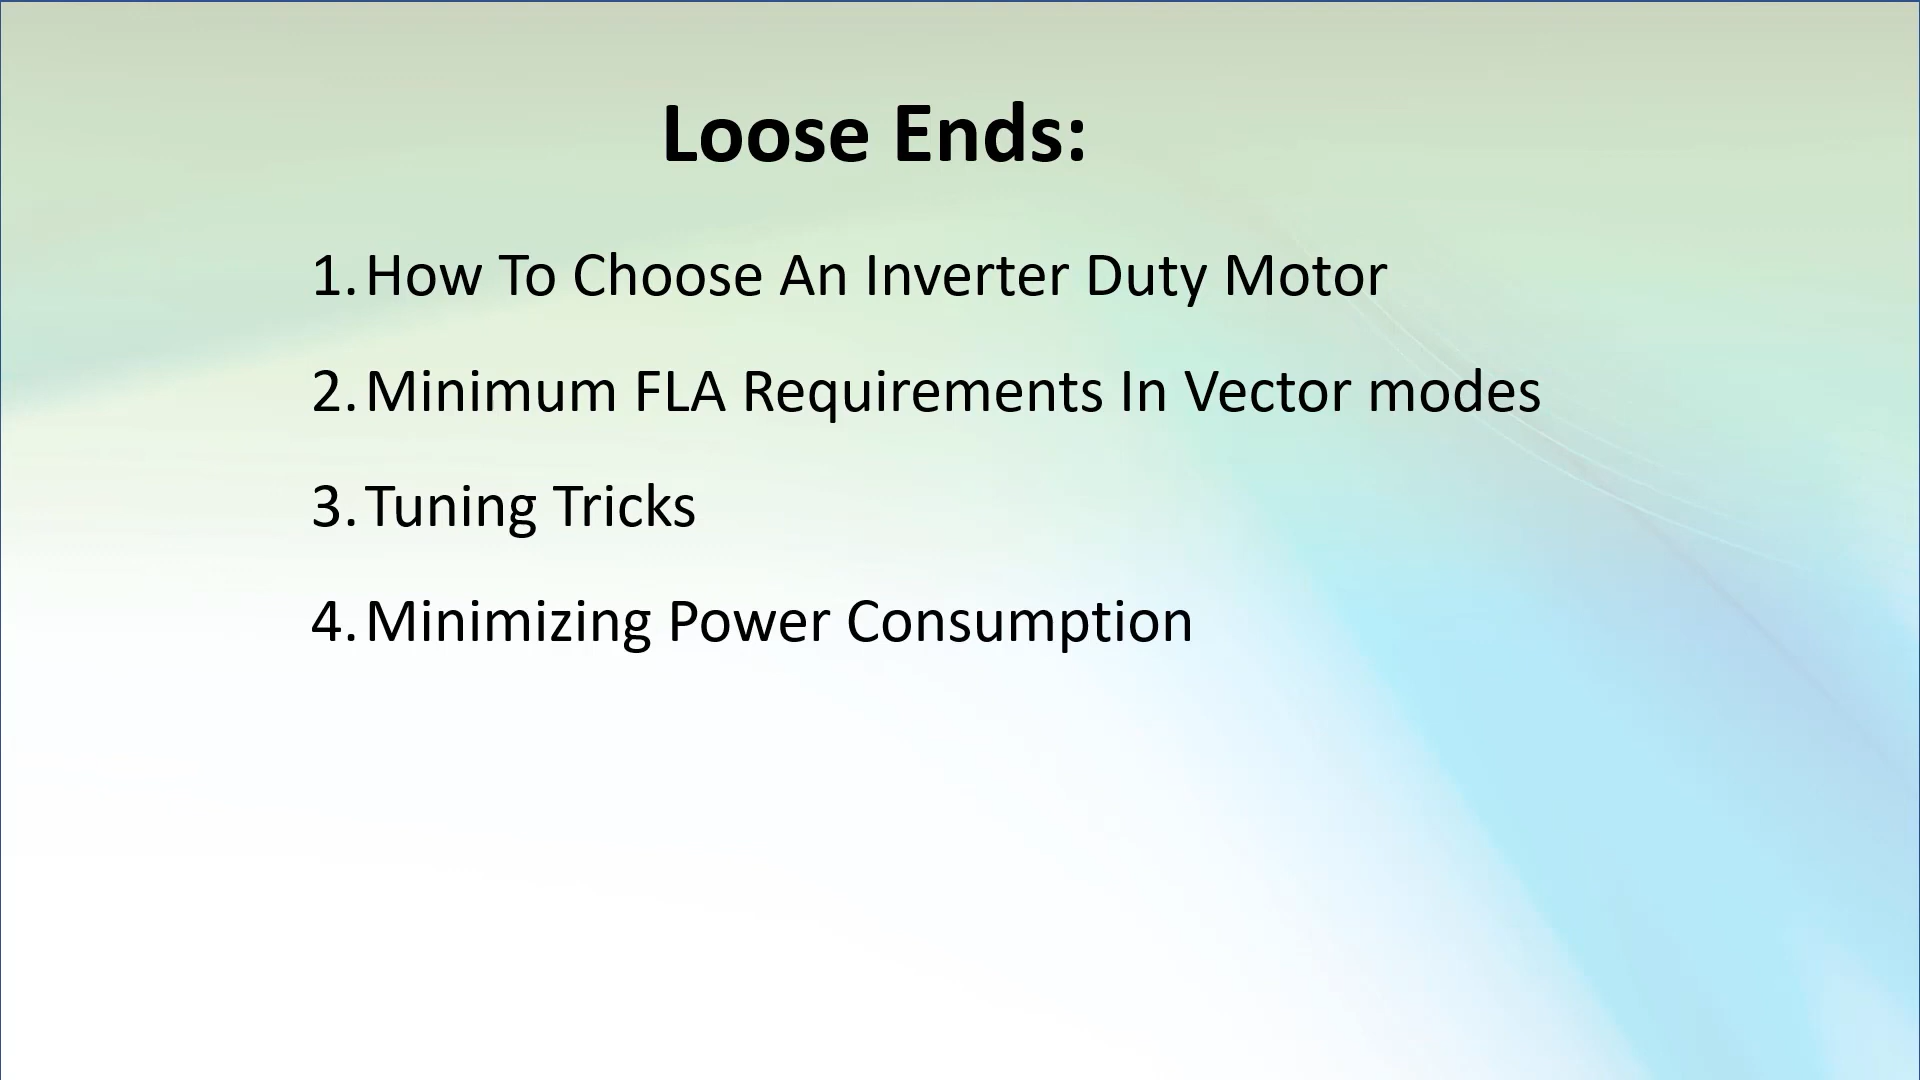 Loose Ends:
1. How To Choose An Inverter Duty Motor
2. Minimum FLA Requirements In Vector modes
3. Tuning Tricks
4. Minimizing Power Consumption